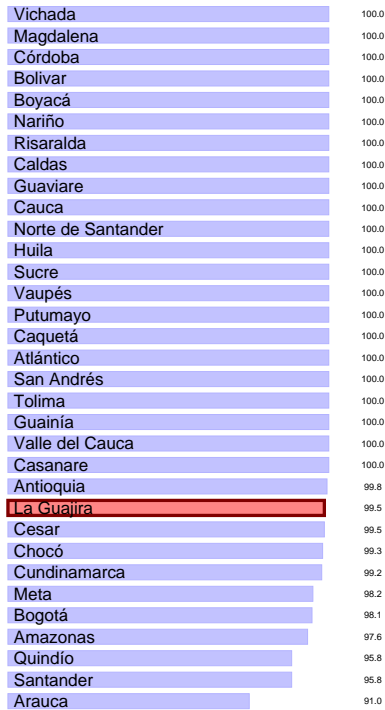 Vichada 100.0
Magdalena 100.0
Córdoba 100.0
Bolivar 100.0
Boyacá 100.0
Nariño 100.0
Risaralda 100.0
Caldas 100.0
Guaviare 100.0
Cauca 100.0
Norte de Santander 100.0
Huila 100.0
Sucre 100.0
Vaupés 100.0
Putumayo 100.0
Caquetá 100.0
Atlántico 100.0
San Andrés 100.0
Tolima 100.0
Guainía 100.0
Valle del Cauca 100.0
Casanare 100.0
Antioquia 99.8
La Guajira 99.5
Cesar 99.5
Chocó 99.3
Cundinamarca 99.2
Meta 98.2
Bogotá 98.1
Amazonas 97.6
Quindío 95.8
Santander 95.8
Arauca 91.0